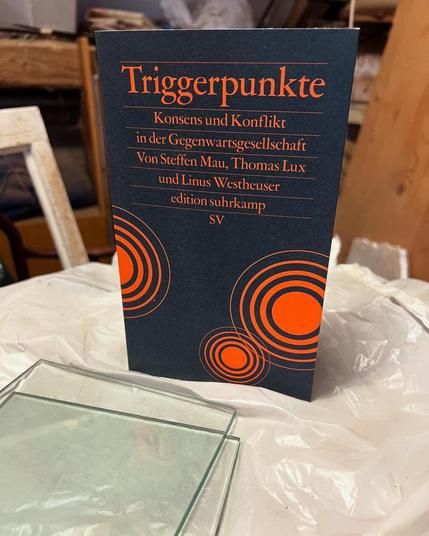 Triggerpunkte
Konsens und Konflikt
in der Gegenwartsgesellschaft
Von Steffen Mau, Thomas Lux
und Linus Westheuser
edition suhrkamp
SV